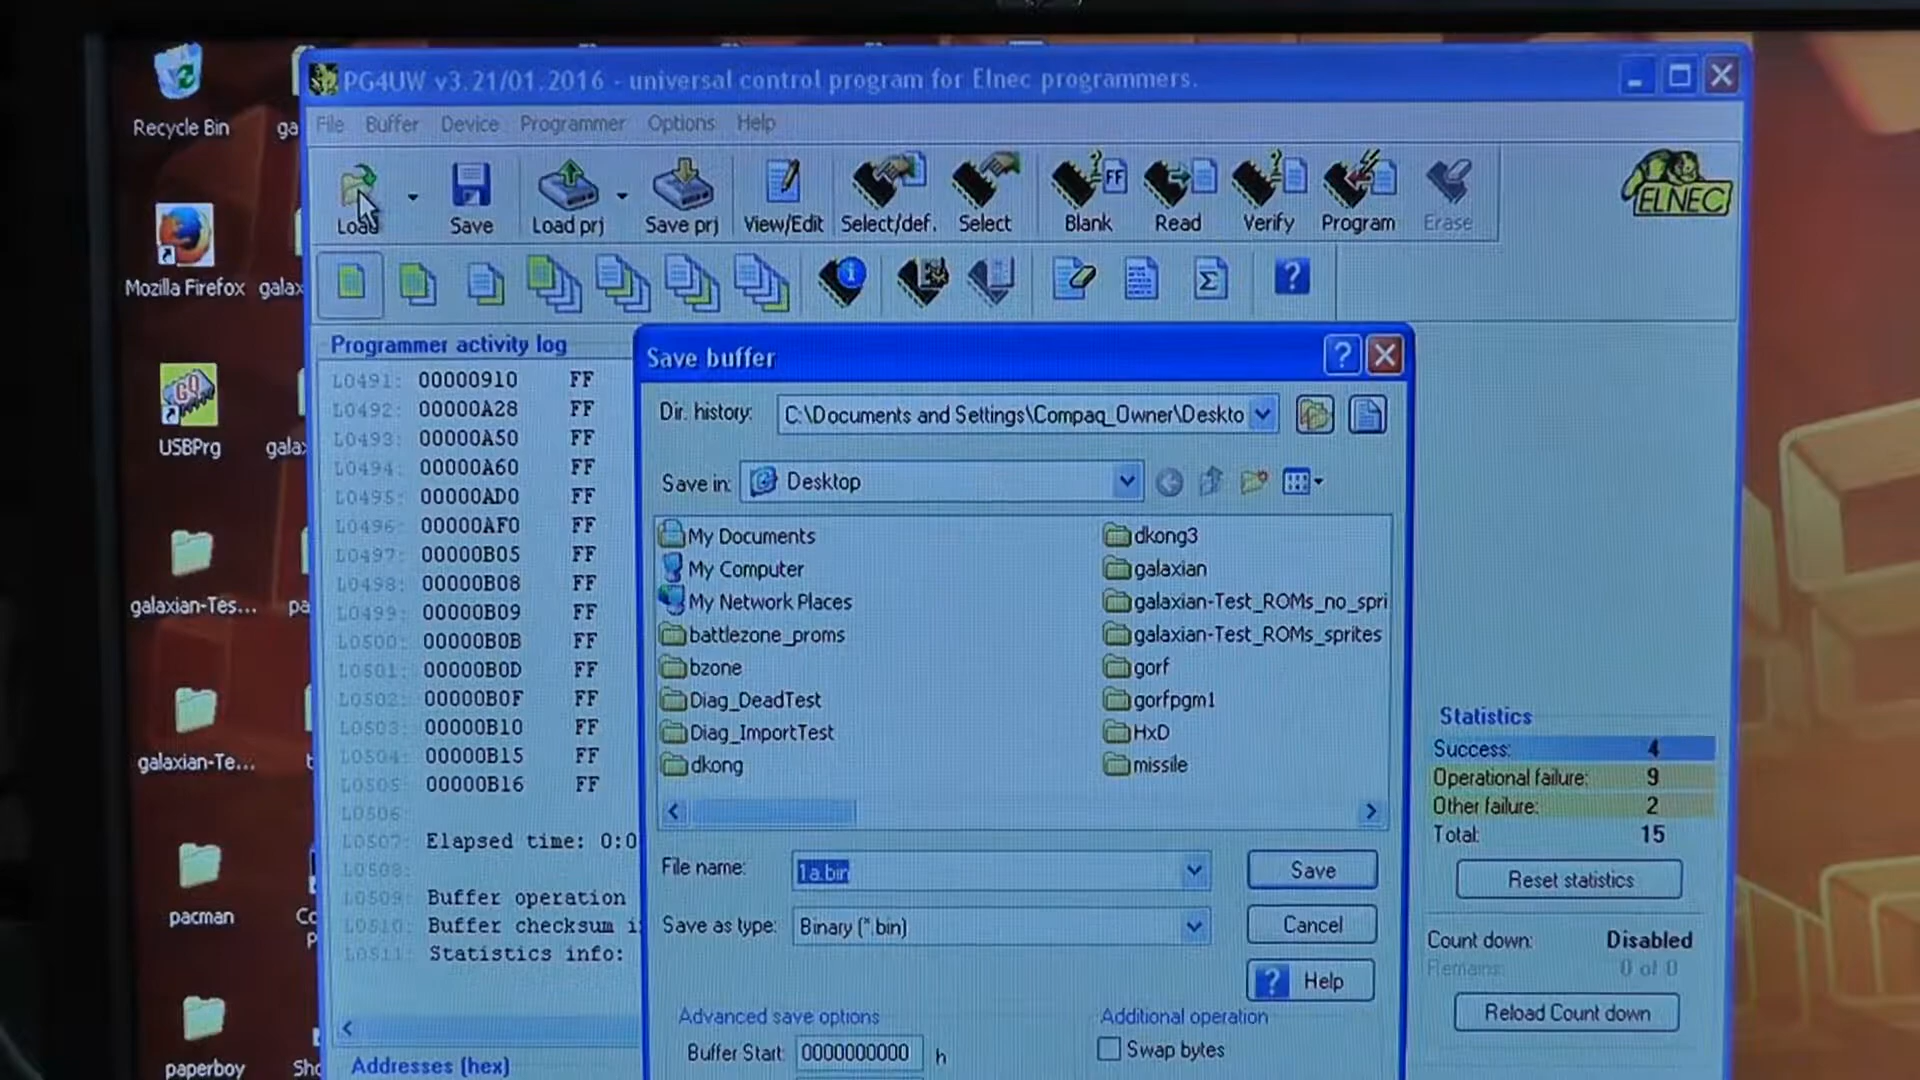 PG4UW v3.21/01.2016 - universal control program for Elnec programmers.
File Buffer Device Programmer Options Help
Load Save Load prj Save prj View/Edit Select/def. Select Blank Read Verify Program Erase
ELNEC
FF
Recycle Bin
ga
Mozilla Firefox
galax
USBPrg
galax
galaxian-Tes...
pa
galaxian-Te...
pacman
paperboy
Sho
Programmer activity log
L0491: 00000910 FF
L0492: 00000A28 FF
L0493: 00000A50 FF
L0494: 00000A60 FF
L0495: 00000AD0 FF
L0496: 00000AF0 FF
L0497: 00000B05 FF
L0498: 00000B08 FF
L0499: 00000B09 FF
L0500: 00000B0B FF
L0501: 00000B0D FF
L0502: 00000B0F FF
L0503: 00000B10 FF
L0504: 00000B15 FF
L0505: 00000B16 FF
L0506:
L0507: Elapsed time: 0:0
L0508:
L0509: Buffer operation
L0510: Buffer checksum i
L0511: Statistics info:
Addresses (hex)
Save buffer
Dir. history: C:\Documents and Settings\Compaq_Owner\Deskto
Save in: Desktop
My Documents
My Computer
My Network Places
battlezone_proms
bzone
Diag_DeadTest
Diag_ImportTest
dkong
dkong3
galaxian
galaxian-Test_ROMs_no_spri
galaxian-Test_ROMs_sprites
gorf
gorfpgm1
HxD
missile
File name: 1a.bin
Save
Save as type: Binary (*.bin)
Cancel
Help
Advanced save options
Buffer Start: 0000000000 h
Additional operation
Swap bytes
Statistics
Success: 4
Operational failure: 9
Other failure: 2
Total: 15
Reset statistics
Count down: Disabled
Remains: 0 of 0
Reload Count down